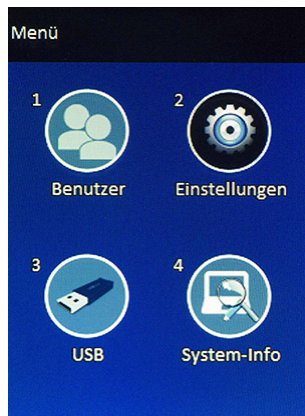 Menü
1
2
Benutzer
Einstellungen
3
4
USB
System-Info